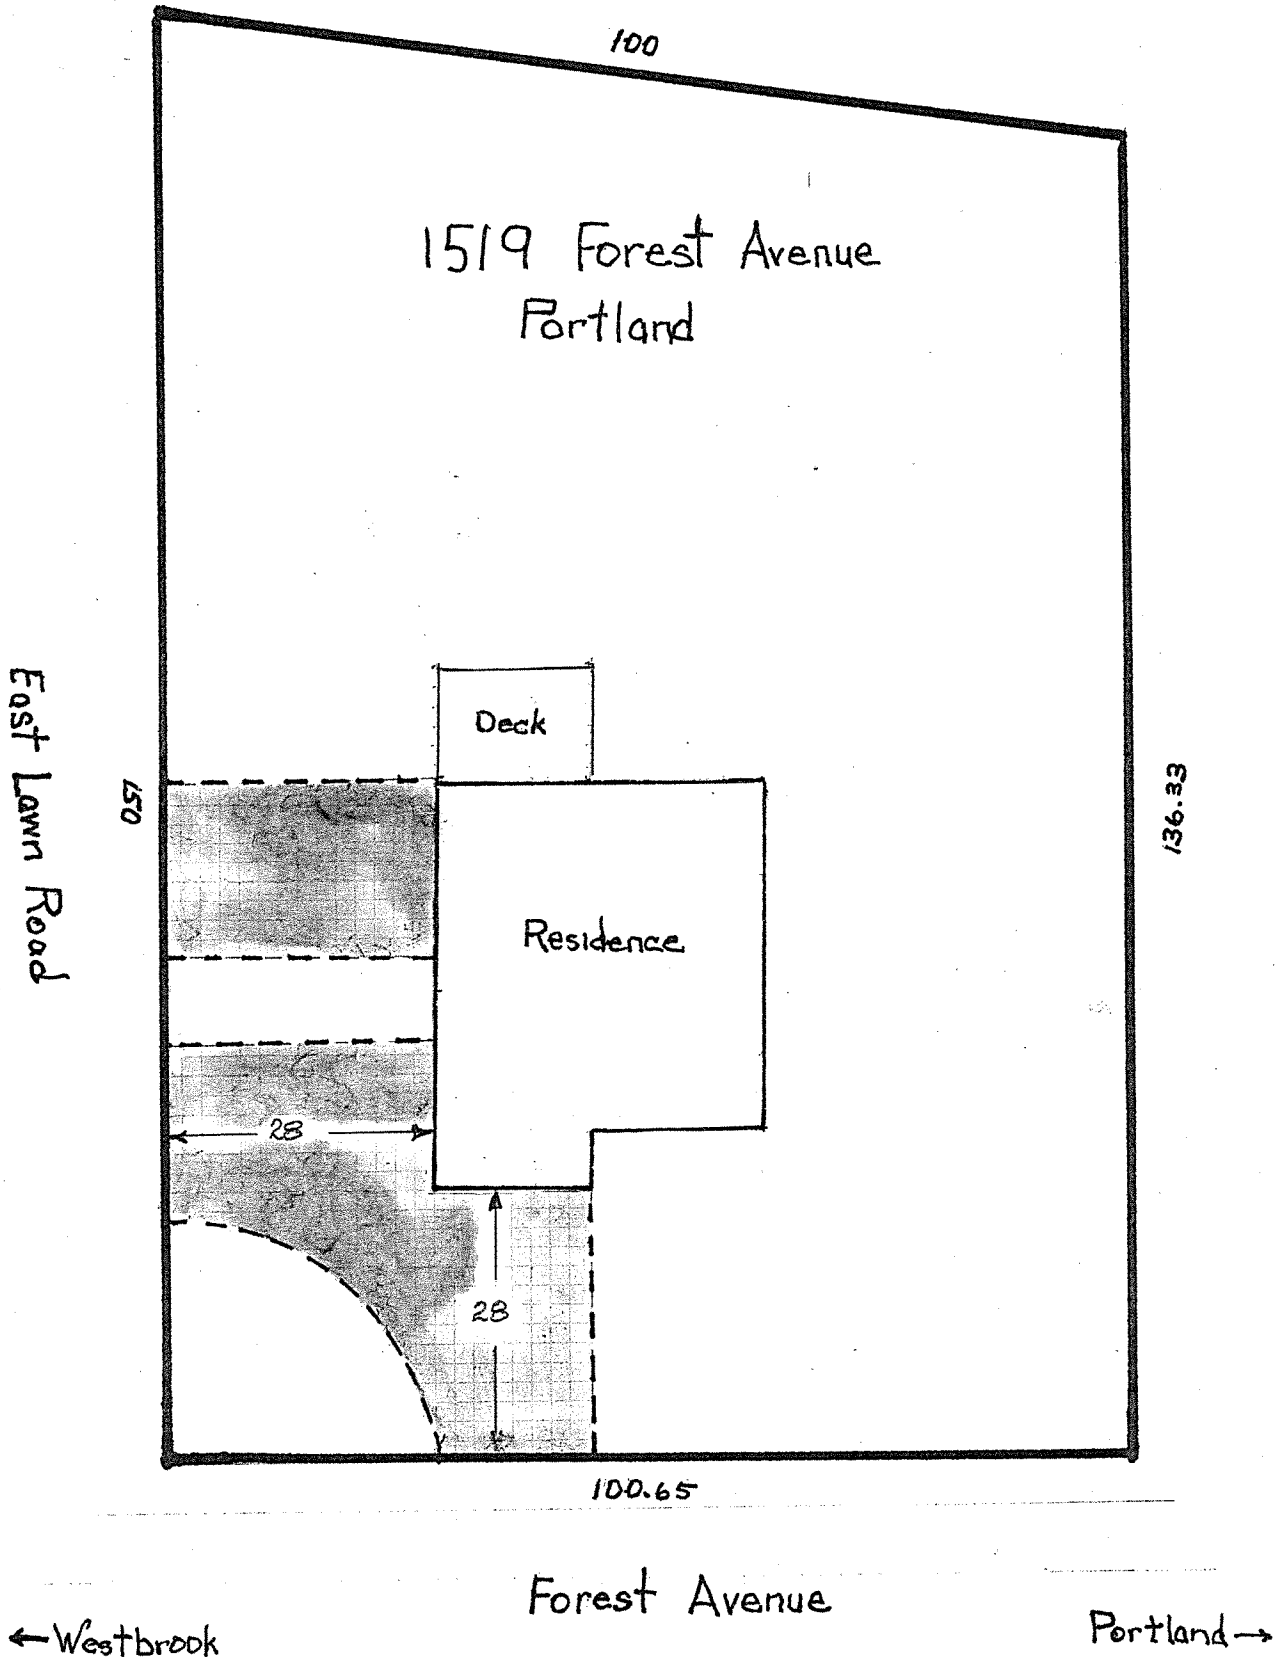 100
1519 Forest Avenue
Portland
Deck
East Lawn Road
150
136.33
Residence
28
28
100.65
Forest Avenue
←Westbrook
Portland→